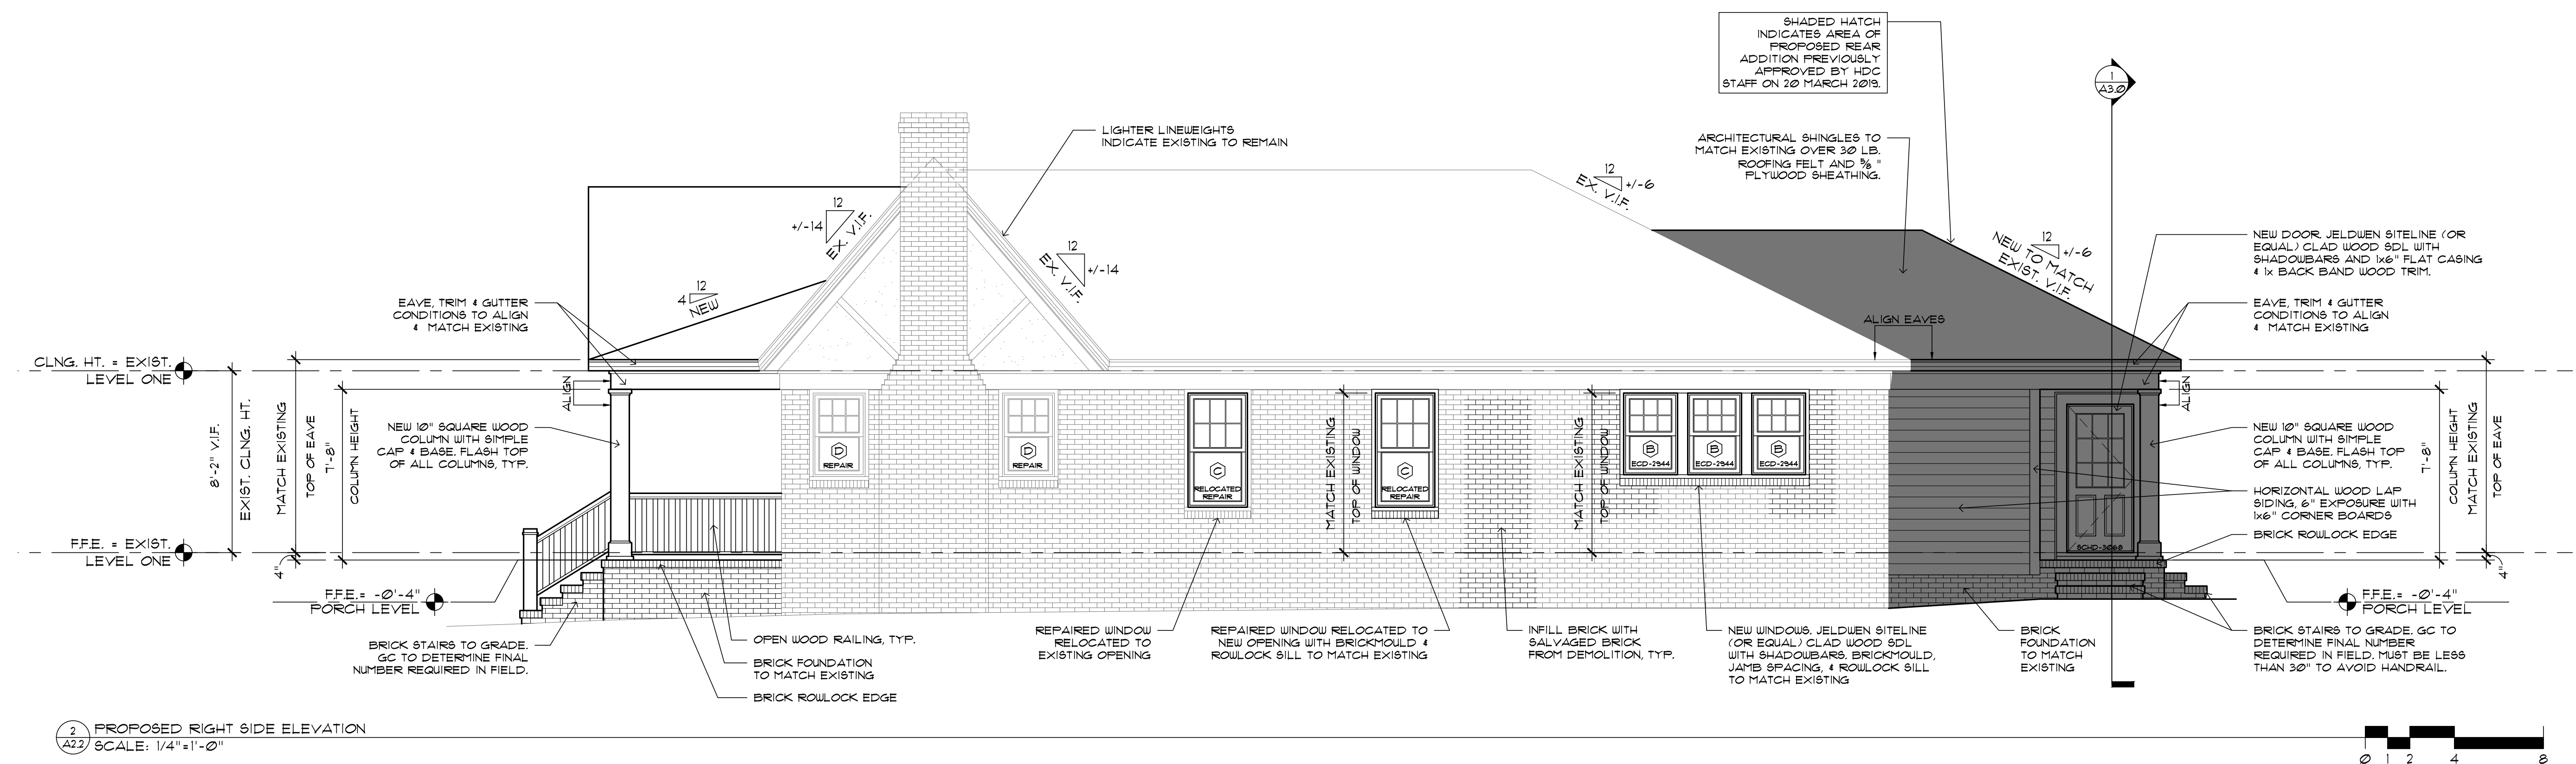 SHADED HATCH
INDICATES AREA OF
PROPOSED REAR
ADDITION PREVIOUSLY
APPROVED BY HDC
STAFF ON 20 MARCH 2019.
1
A3.0
LIGHTER LINEWEIGHTS
INDICATE EXISTING TO REMAIN
ARCHITECTURAL SHINGLES TO
MATCH EXISTING OVER 30 LB.
ROOFING FELT AND 5/8"
PLYWOOD SHEATHING.
12
+/-6
EX. V.I.F.
12
+/-14
EX. V.I.F.
12
+/-14
EX. V.I.F.
12
4
NEW
12
+/-6
NEW TO MATCH
EXIST. V.I.F.
NEW DOOR, JELDWEN SITELINE (OR
EQUAL) CLAD WOOD SDL WITH
SHADOWBARS AND 1x6" FLAT CASING
& 1x BACK BAND WOOD TRIM.
EAVE, TRIM & GUTTER
CONDITIONS TO ALIGN
& MATCH EXISTING
EAVE, TRIM & GUTTER
CONDITIONS TO ALIGN
& MATCH EXISTING
ALIGN EAVES
CLNG. HT. = EXIST.
LEVEL ONE
ALIGN
ALIGN
8'-2" V.I.F.
EXIST. CLNG. HT.
MATCH EXISTING
TOP OF EAVE
7'-8"
COLUMN HEIGHT
NEW 10" SQUARE WOOD
COLUMN WITH SIMPLE
CAP & BASE. FLASH TOP
OF ALL COLUMNS, TYP.
D
REPAIR
D
REPAIR
C
RELOCATED
REPAIR
MATCH EXISTING
TOP OF WINDOW
C
RELOCATED
REPAIR
MATCH EXISTING
TOP OF WINDOW
B
ECD-2944
B
ECD-2944
B
ECD-2944
SCHD-3068
NEW 10" SQUARE WOOD
COLUMN WITH SIMPLE
CAP & BASE. FLASH TOP
OF ALL COLUMNS, TYP.
HORIZONTAL WOOD LAP
SIDING, 6" EXPOSURE WITH
1x6" CORNER BOARDS
BRICK ROWLOCK EDGE
7'-8"
COLUMN HEIGHT
MATCH EXISTING
TOP OF EAVE
F.F.E. = EXIST.
LEVEL ONE
4"
4"
F.F.E.= -0'-4"
PORCH LEVEL
F.F.E.= -0'-4"
PORCH LEVEL
BRICK STAIRS TO GRADE.
GC TO DETERMINE FINAL
NUMBER REQUIRED IN FIELD.
OPEN WOOD RAILING, TYP.
BRICK FOUNDATION
TO MATCH EXISTING
BRICK ROWLOCK EDGE
REPAIRED WINDOW
RELOCATED TO
EXISTING OPENING
REPAIRED WINDOW RELOCATED TO
NEW OPENING WITH BRICKMOULD &
ROWLOCK SILL TO MATCH EXISTING
INFILL BRICK WITH
SALVAGED BRICK
FROM DEMOLITION, TYP.
NEW WINDOWS, JELDWEN SITELINE
(OR EQUAL) CLAD WOOD SDL
WITH SHADOWBARS, BRICKMOULD,
JAMB SPACING, & ROWLOCK SILL
TO MATCH EXISTING
BRICK
FOUNDATION
TO MATCH
EXISTING
BRICK STAIRS TO GRADE. GC TO
DETERMINE FINAL NUMBER
REQUIRED IN FIELD. MUST BE LESS
THAN 30" TO AVOID HANDRAIL.
2
A2.2
PROPOSED RIGHT SIDE ELEVATION
SCALE: 1/4"=1'-0"
0 1 2 4 8